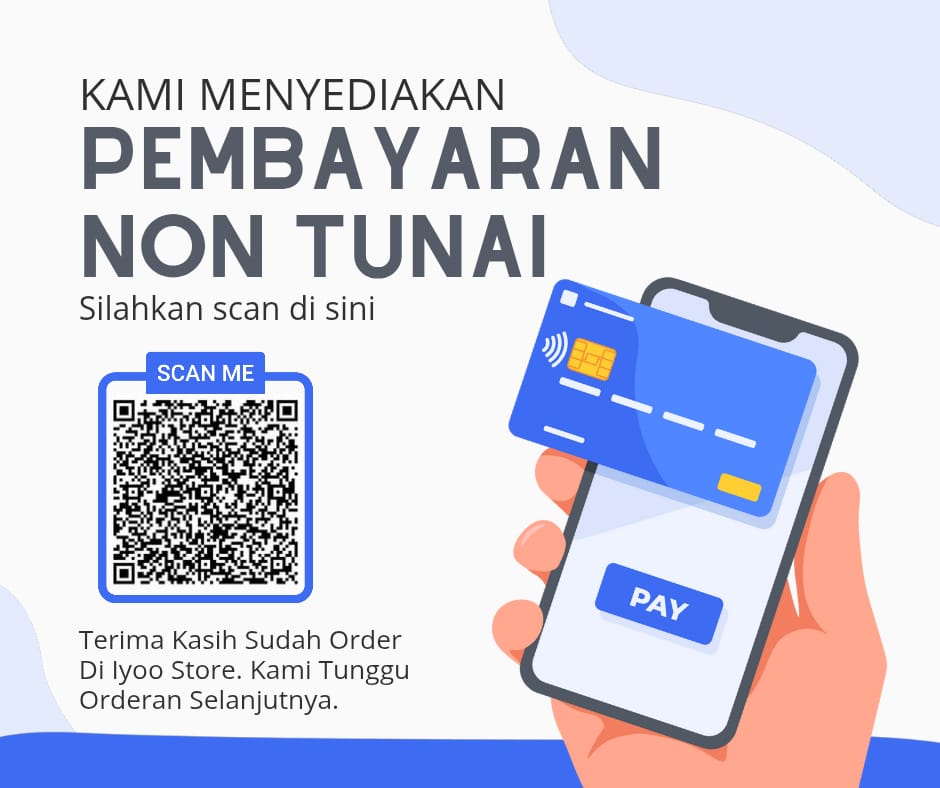 KAMI MENYEDIAKAN
PEMBAYARAN
NON TUNAI
Silahkan scan di sini
SCAN ME
Terima Kasih Sudah Order
Di Iyoo Store. Kami Tunggu
Orderan Selanjutnya.
PAY